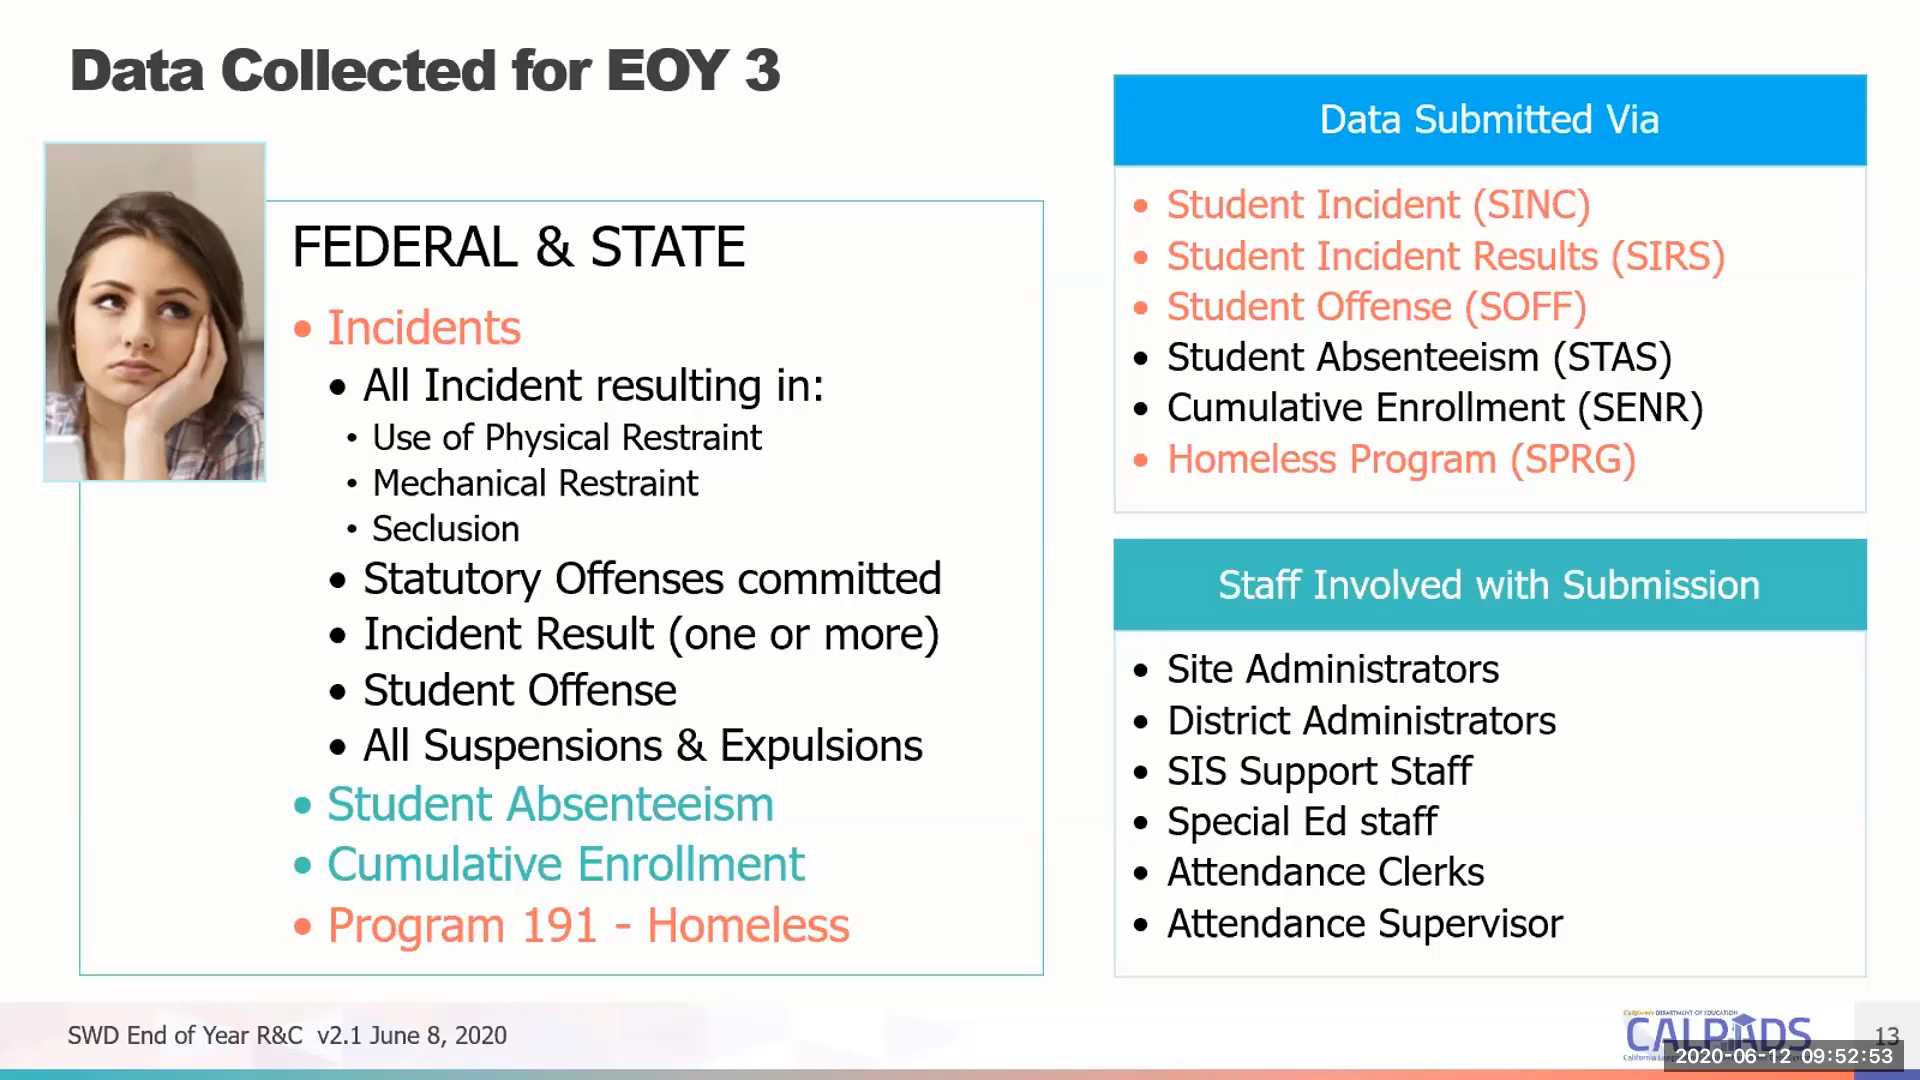 Data Collected for EOY 3
FEDERAL & STATE
• Incidents
• All Incident resulting in:
• Use of Physical Restraint
• Mechanical Restraint
• Seclusion
• Statutory Offenses committed
• Incident Result (one or more)
• Student Offense
• All Suspensions & Expulsions
• Student Absenteeism
• Cumulative Enrollment
• Program 191 - Homeless
Data Submitted Via
• Student Incident (SINC)
• Student Incident Results (SIRS)
• Student Offense (SOFF)
• Student Absenteeism (STAS)
• Cumulative Enrollment (SENR)
• Homeless Program (SPRG)
Staff Involved with Submission
• Site Administrators
• District Administrators
• SIS Support Staff
• Special Ed staff
• Attendance Clerks
• Attendance Supervisor
SWD End of Year R&C v2.1 June 8, 2020
California DEPARTMENT OF EDUCATION
CALPADS
13
2020-06-12 09:52:53